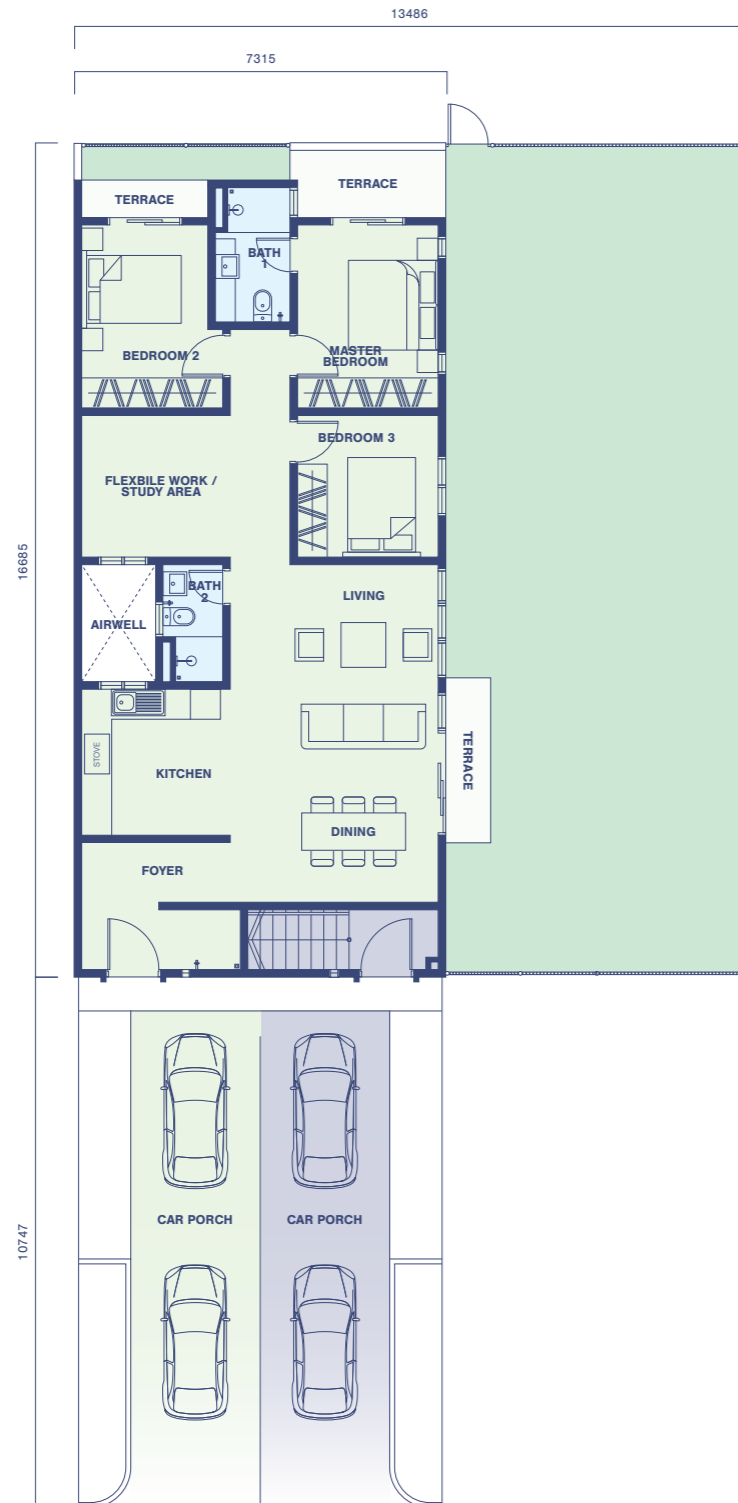 13486
7315
TERRACE
TERRACE
BATH
1
BEDROOM 2
MASTER
BEDROOM
BEDROOM 3
FLEXBILE WORK /
STUDY AREA
16685
BATH
2
LIVING
AIRWELL
STOVE
KITCHEN
TERRACE
DINING
FOYER
CAR PORCH
CAR PORCH
10747